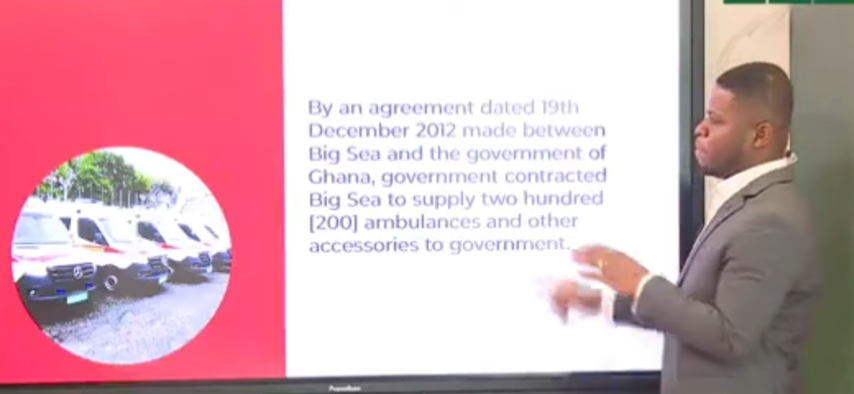 By an agreement dated 19th
December 2012 made between
Big Sea and the government of
Ghana, government contracted
Big Sea to supply two hundred
[200] ambulances and other
accessories to government.